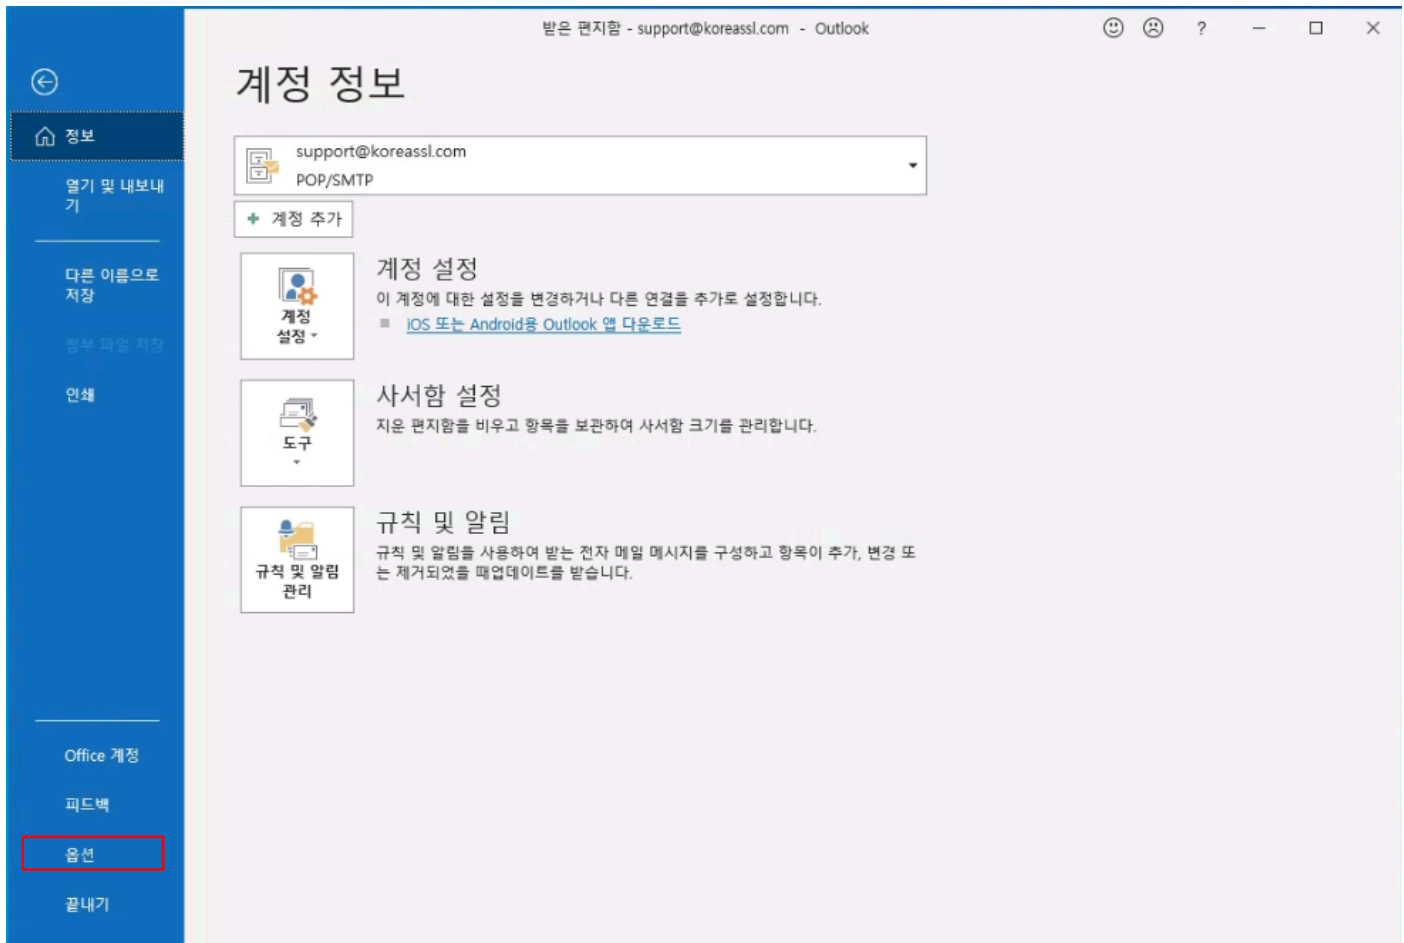 받은 편지함 - support@koreassl.com - Outlook
?
계정 정보
정보
열기 및 내보내
기
다른 이름으로
저장
첨부 파일 저장
인쇄
Office 계정
피드백
옵션
끝내기
support@koreassl.com
POP/SMTP
+ 계정 추가
계정
설정
계정 설정
이 계정에 대한 설정을 변경하거나 다른 연결을 추가로 설정합니다.
iOS 또는 Android용 Outlook 앱 다운로드
도구
사서함 설정
지운 편지함을 비우고 항목을 보관하여 사서함 크기를 관리합니다.
규칙 및 알림
관리
규칙 및 알림
규칙 및 알림을 사용하여 받는 전자 메일 메시지를 구성하고 항목이 추가, 변경 또
는 제거되었을 때업데이트를 받습니다.